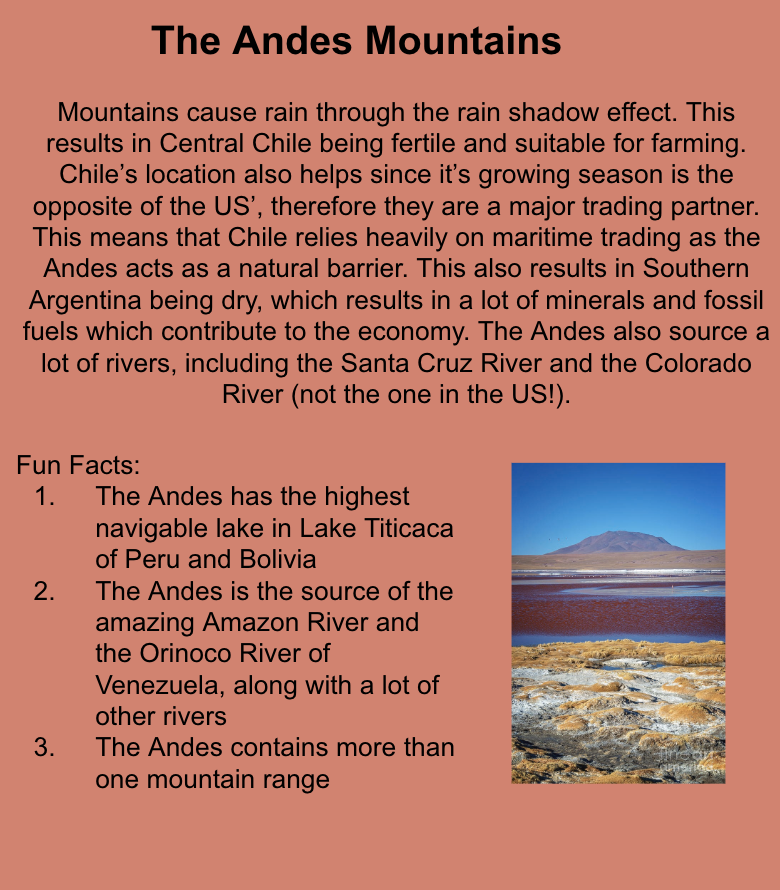 The Andes Mountains
Mountains cause rain through the rain shadow effect. This
results in Central Chile being fertile and suitable for farming.
Chile’s location also helps since it’s growing season is the
opposite of the US’, therefore they are a major trading partner.
This means that Chile relies heavily on maritime trading as the
Andes acts as a natural barrier. This also results in Southern
Argentina being dry, which results in a lot of minerals and fossil
fuels which contribute to the economy. The Andes also source a
lot of rivers, including the Santa Cruz River and the Colorado
River (not the one in the US!).
Fun Facts:
1. The Andes has the highest
navigable lake in Lake Titicaca
of Peru and Bolivia
2. The Andes is the source of the
amazing Amazon River and
the Orinoco River of
Venezuela, along with a lot of
other rivers
3. The Andes contains more than
one mountain range